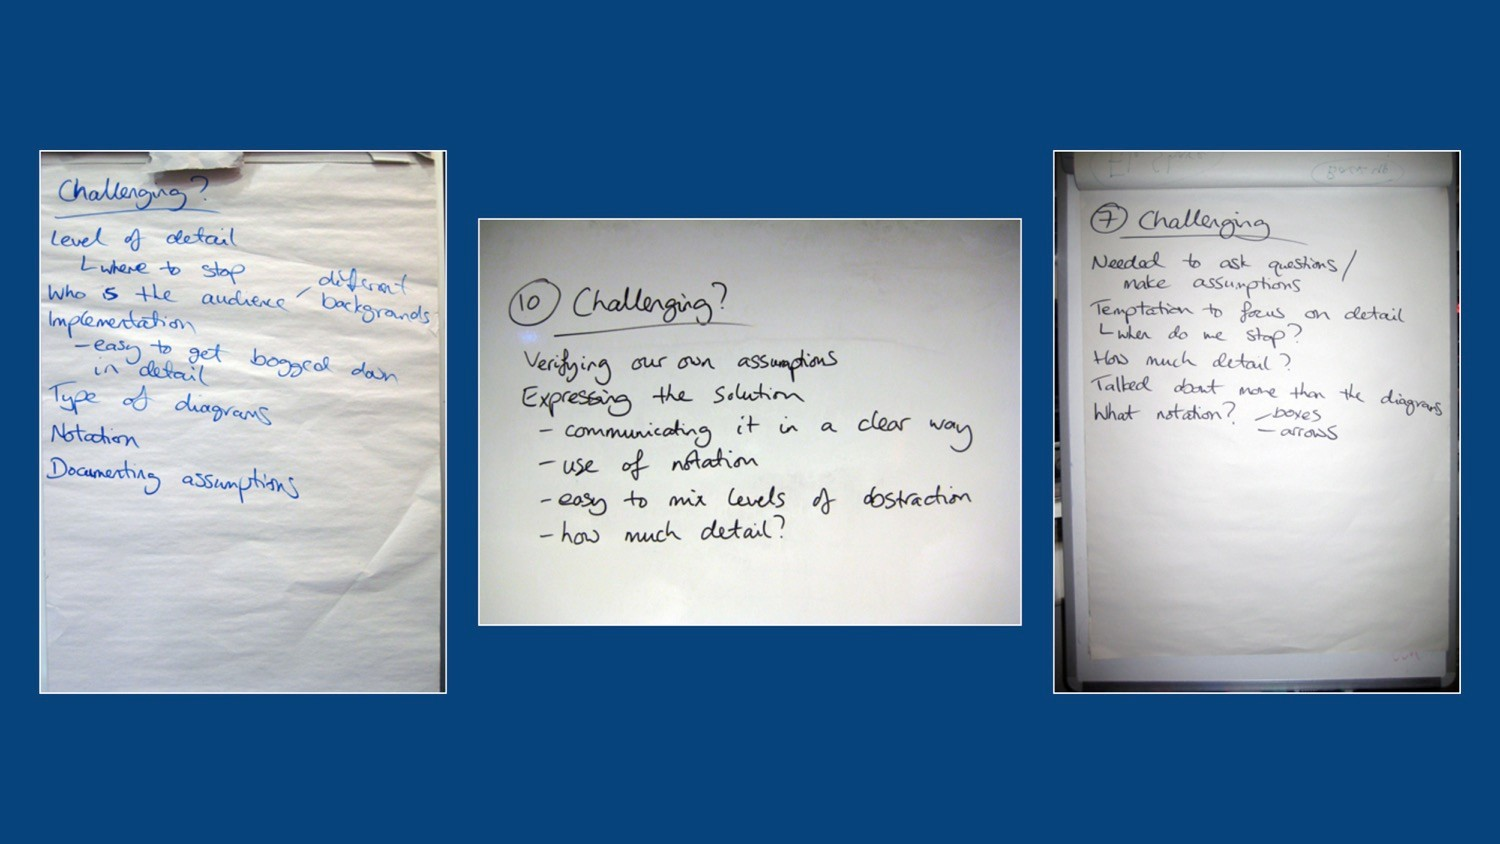 Challenging?
Level of detail
where to stop
Who is the audience / different
backgrounds
Implementation
- easy to get bogged down
in detail
Type of diagrams
Notation
Documenting assumptions
10 Challenging?
Verifying our own assumptions
Expressing the solution
- communicating it in a clear way
- use of notation
- easy to mix levels of abstraction
- how much detail?
7 Challenging
Needed to ask questions /
make assumptions
Temptation to focus on detail
when do we stop?
How much detail?
Talked about more than the diagrams
What notation? - boxes
- arrows